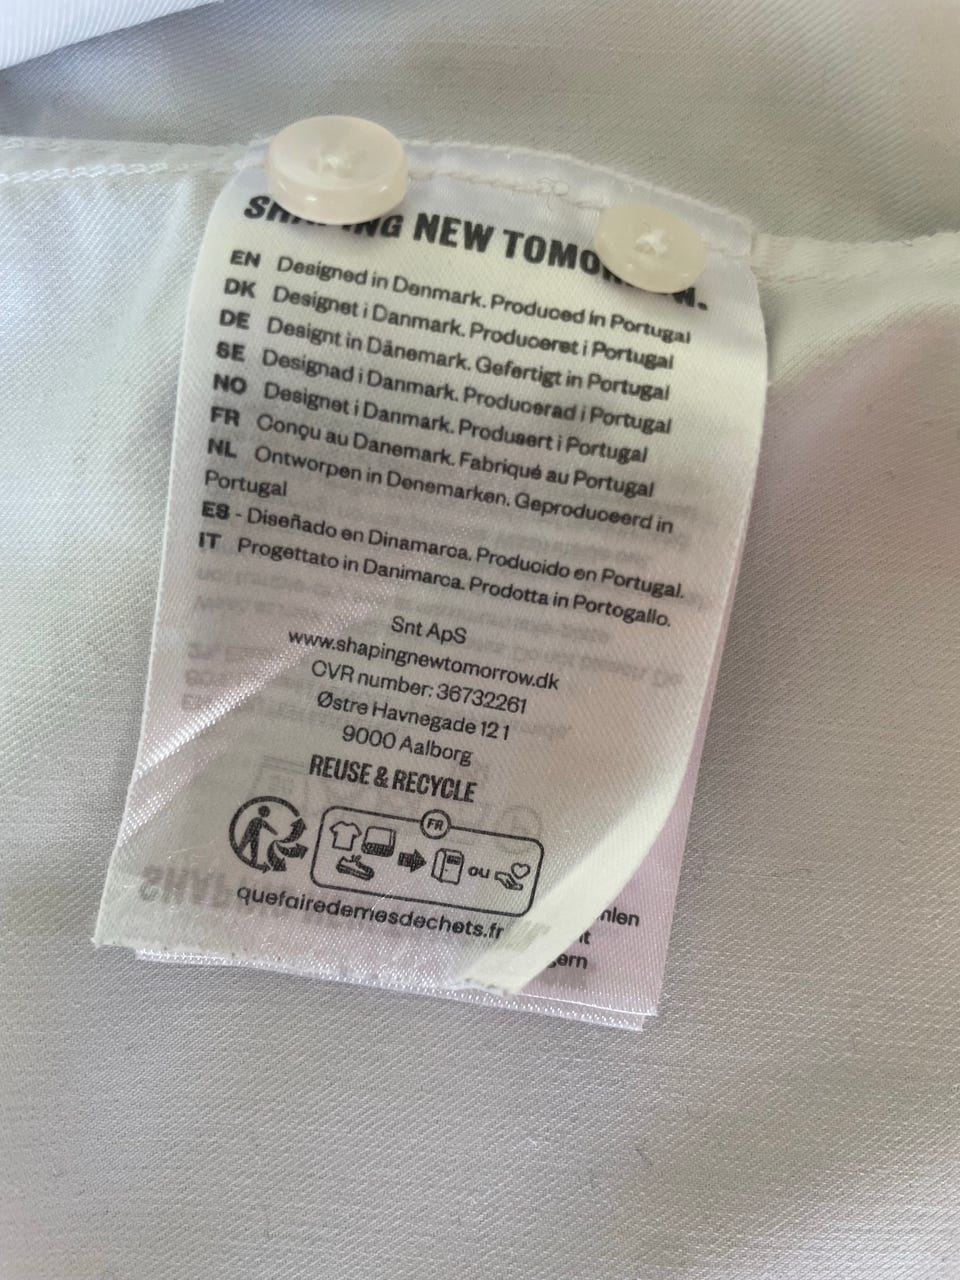 NEW
EN Designed in Denmark. Produced in Portugal
DK Designet i Danmark. Produceret i Portugal
DE Designt in Dänemark. Gefertigt in Portugal
SE Designad i Danmark. Producerad i Portugal
NO Designet i Danmark. Produsert i Portugal
FR Conçu au Danemark. Fabriqué au Portugal
NL Ontworpen in Denemarken. Geproduceerd in
Portugal
ES - Diseñado en Dinamarca. Producido en Portugal.
IT Progettato in Danimarca. Prodotta in Portogallo.
Snt ApS
www.shapingnewtomorrow.dk
CVR number: 36732261
Østre Havnegade 12 1
9000 Aalborg
REUSE & RECYCLE
FR
ou
quefairedemesdechets.fr